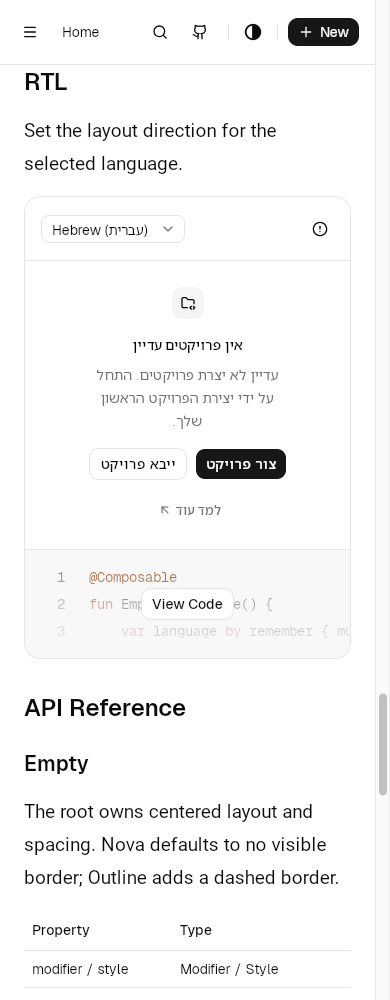 Home
New
RTL
Set the layout direction for the
selected language.
Hebrew (עברית)
אין פרויקטים עדיין
עדיין לא יצרת פרויקטים. התחל
על ידי יצירת הפרויקט הראשון
שלך.
צור פרויקט
ייבא פרויקט
למד עוד
1 @Composable
2 fun Emp e() {
View Code
3 var language by remember { mu
API Reference
Empty
The root owns centered layout and
spacing. Nova defaults to no visible
border; Outline adds a dashed border.
Property Type
modifier / style Modifier / Style